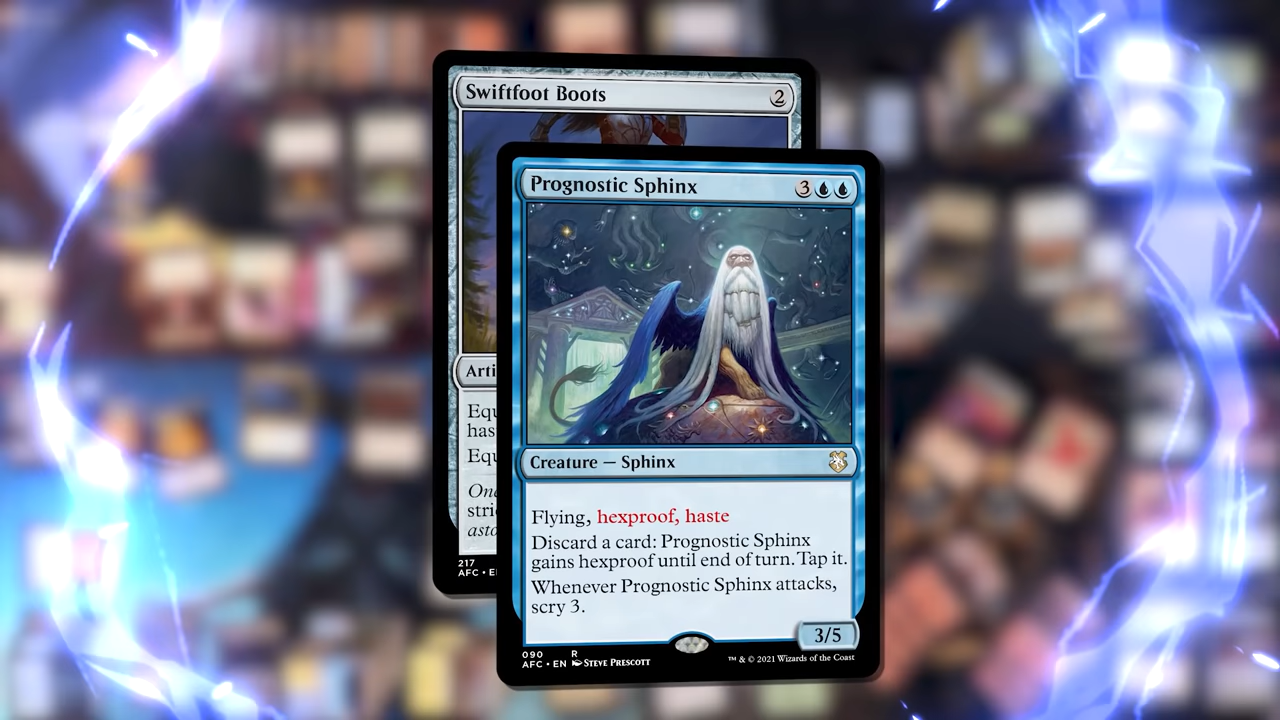 Swiftfoot Boots 2
Prognostic Sphinx 3
Arti
Equ
has
Equ
One
stric
asto
217
AFC • E
Creature — Sphinx
Flying, hexproof, haste
Discard a card: Prognostic Sphinx
gains hexproof until end of turn. Tap it.
Whenever Prognostic Sphinx attacks,
scry 3.
3/5
090 R
AFC • EN Steve Prescott
™ & © 2021 Wizards of the Coast